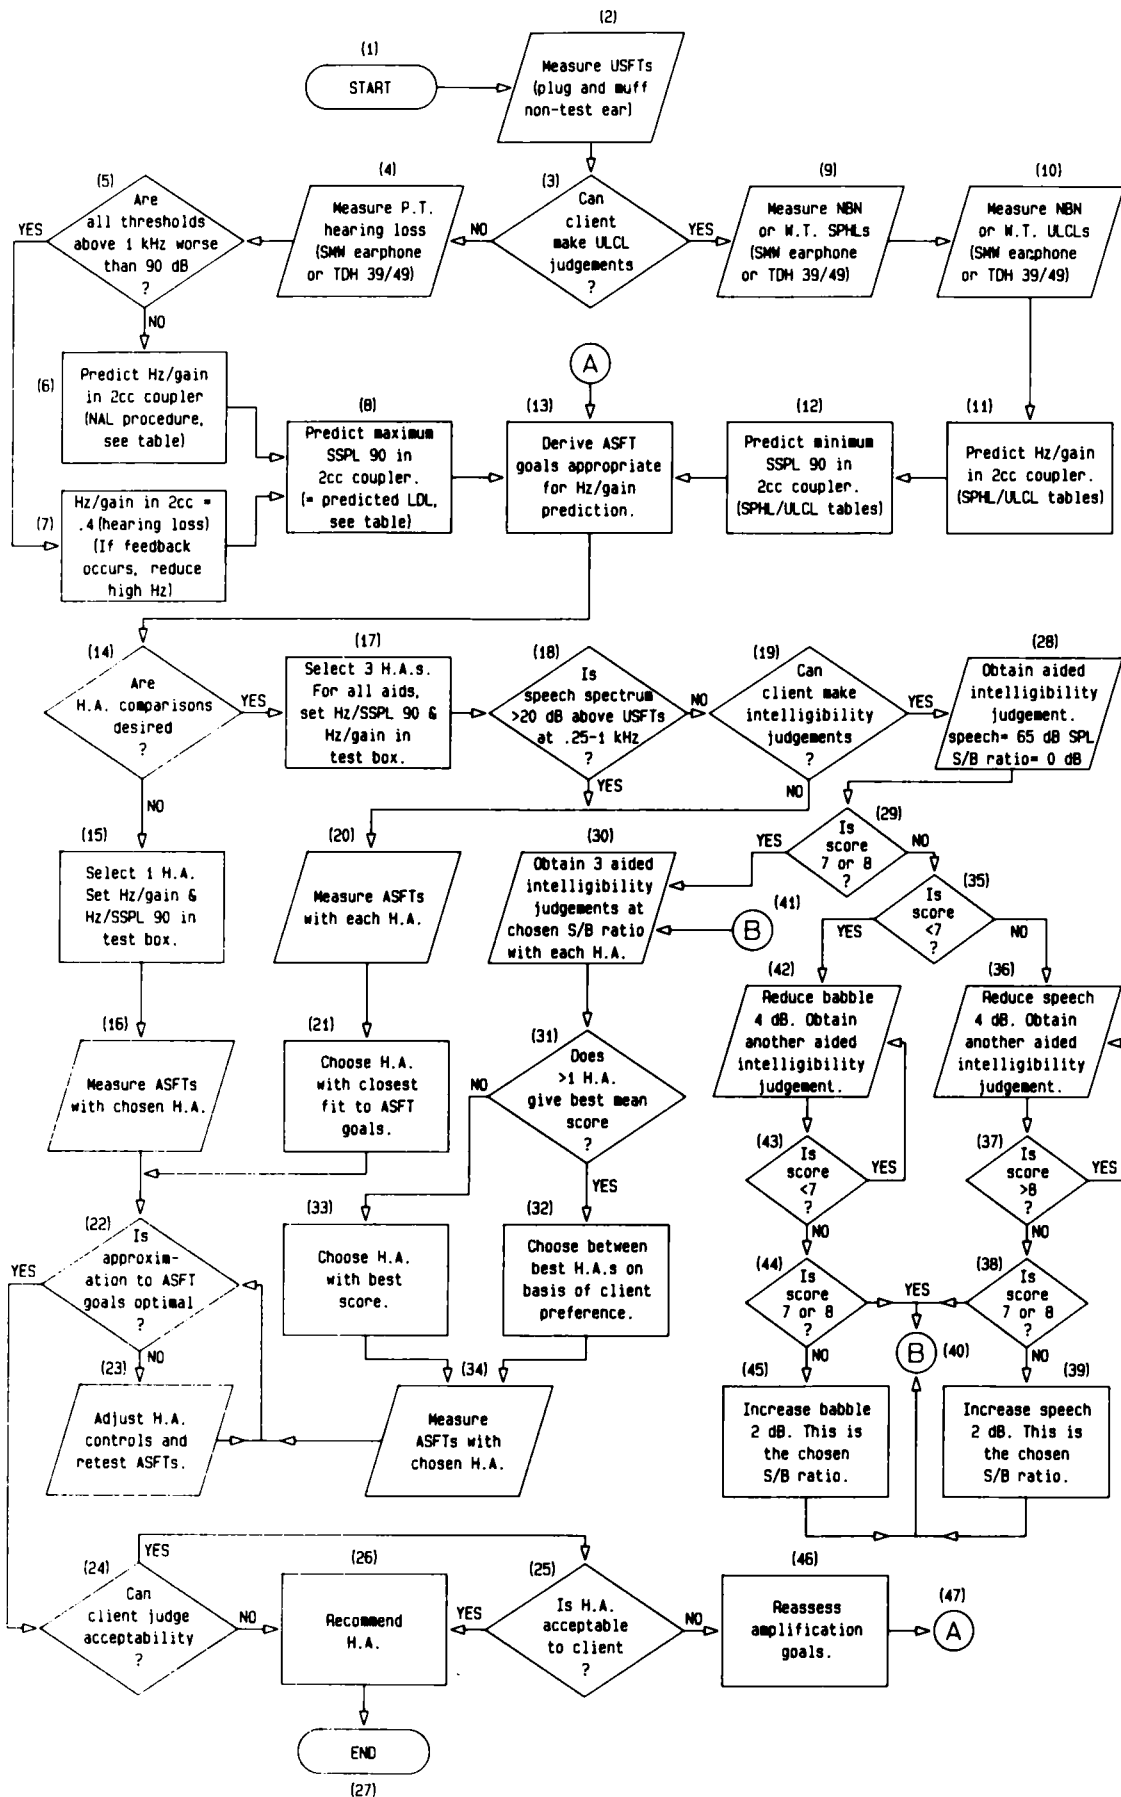 (1)
START
(2)
Measure USFTs
(plug and muff
non-test ear)
(3)
Can
client
make ULCL
judgements
?
NO
YES
(4)
Measure P.T.
hearing loss
(SMW earphone
or TDH 39/49)
(5)
Are
all thresholds
above 1 kHz worse
than 90 dB
?
YES
NO
(9)
Measure NBN
or W.T. SPHLs
(SMW earphone
or TDH 39/49)
(10)
Measure NBN
or W.T. ULCLs
(SMW earphone
or TDH 39/49)
(6)
Predict Hz/gain
in 2cc coupler
(NAL procedure,
see table)
(7)
Hz/gain in 2cc =
.4 (hearing loss)
(If feedback
occurs, reduce
high Hz)
(8)
Predict maximum
SSPL 90 in
2cc coupler.
(= predicted LDL,
see table)
A
(13)
Derive ASFT
goals appropriate
for Hz/gain
prediction.
(12)
Predict minimum
SSPL 90 in
2cc coupler.
(SPHL/ULCL tables)
(11)
Predict Hz/gain
in 2cc coupler.
(SPHL/ULCL tables)
(14)
Are
H.A. comparisons
desired
?
YES
NO
(17)
Select 3 H.A.s.
For all aids,
set Hz/SSPL 90 &
Hz/gain in
test box.
(18)
Is
speech spectrum
>20 dB above USFTs
at .25-1 kHz
?
NO
YES
(19)
Can
client make
intelligibility
judgements
?
YES
NO
(28)
Obtain aided
intelligibility
judgement.
speech= 65 dB SPL
S/B ratio= 0 dB
(15)
Select 1 H.A.
Set Hz/gain &
Hz/SSPL 90 in
test box.
(20)
Measure ASFTs
with each H.A.
(30)
Obtain 3 aided
intelligibility
judgements at
chosen S/B ratio
with each H.A.
(29)
Is
score
7 or 8
?
YES
NO
(41)
B
(35)
Is
score
<7
?
YES
NO
(16)
Measure ASFTs
with chosen H.A.
(21)
Choose H.A.
with closest
fit to ASFT
goals.
(31)
Does
>1 H.A.
give best mean
score
?
NO
YES
(42)
Reduce babble
4 dB. Obtain
another aided
intelligibility
judgement.
(36)
Reduce speech
4 dB. Obtain
another aided
intelligibility
judgement.
(43)
Is
score
<7
?
YES
NO
(37)
Is
score
>8
?
YES
NO
(22)
Is
approxim-
ation to ASFT
goals optimal
?
YES
NO
(33)
Choose H.A.
with best
score.
(32)
Choose between
best H.A.s on
basis of client
preference.
(44)
Is
score
7 or 8
?
YES
NO
(38)
Is
score
7 or 8
?
NO
B
(40)
(23)
Adjust H.A.
controls and
retest ASFTs.
(34)
Measure
ASFTs with
chosen H.A.
(45)
Increase babble
2 dB. This is
the chosen
S/B ratio.
(39)
Increase speech
2 dB. This is
the chosen
S/B ratio.
(24)
Can
client judge
acceptability
?
YES
NO
(26)
Recommend
H.A.
(25)
Is H.A.
acceptable
to client
?
YES
NO
(46)
Reassess
amplification
goals.
(47)
A
END
(27)